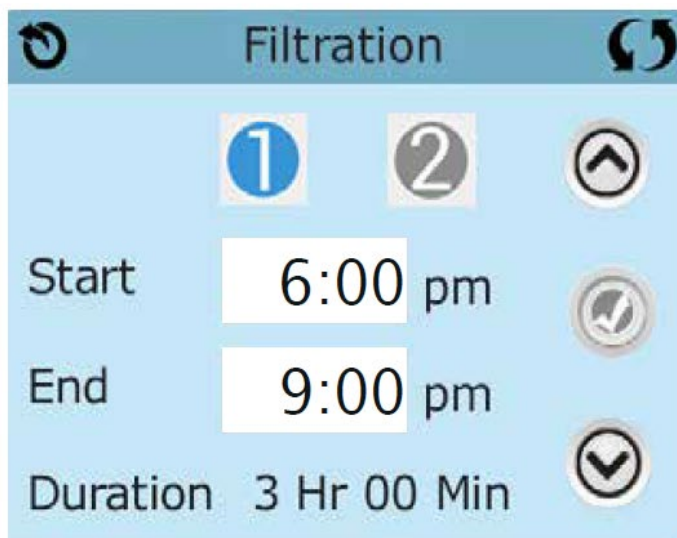 Filtration
1 2
Start 6:00 pm
End 9:00 pm
Duration 3 Hr 00 Min